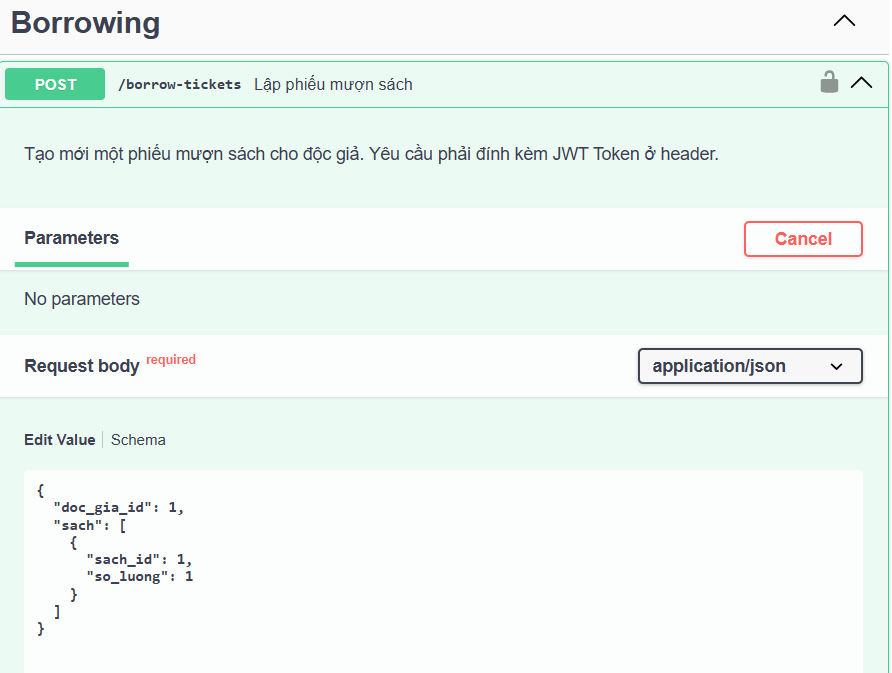 Borrowing
POST /borrow-tickets Lập phiếu mượn sách
Tạo mới một phiếu mượn sách cho độc giả. Yêu cầu phải đính kèm JWT Token ở header.
Parameters Cancel
No parameters
Request body required application/json
Edit Value Schema
{
  "doc_gia_id": 1,
  "sach": [
    {
      "sach_id": 1,
      "so_luong": 1
    }
  ]
}